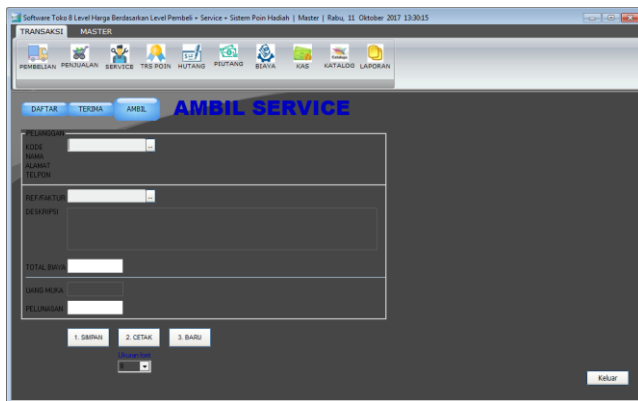 Software Toko 8 Level Harga Berdasarkan Level Pembeli + Service + Sistem Poin Hadiah | Master | Rabu, 11 Oktober 2017 13:30:15
TRANSAKSI MASTER
PEMBELIAN PENJUALAN SERVICE TRS POIN HUTANG PIUTANG BIAYA KAS KATALOG LAPORAN
DAFTAR TERIMA AMBIL AMBIL SERVICE
PELANGGAN
KODE ...
NAMA
ALAMAT
TELPON
REF/FAKTUR ...
DESKRIPSI
TOTAL BIAYA
UANG MUKA
PELUNASAN
1. SIMPAN 2. CETAK 3. BARU
Keluar